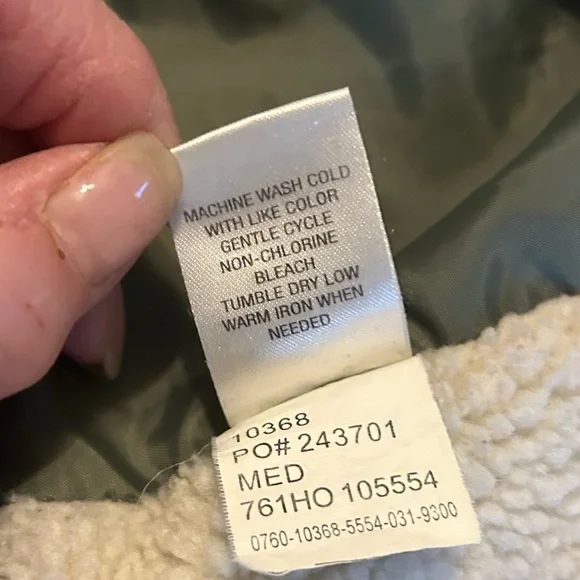 MACHINE WASH COLD
WITH LIKE COLOR
GENTLE CYCLE
NON-CHLORINE
BLEACH
TUMBLE DRY LOW
WARM IRON WHEN
NEEDED
10368
PO# 243701
MED
761HO 105554
0760-10368-5554-031-9300